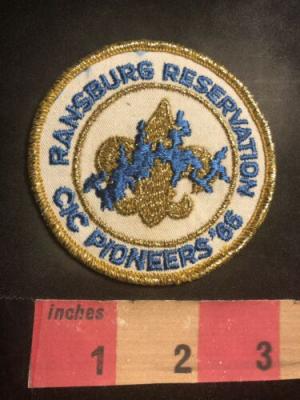 RANSBURG RESERVATION
CIC PIONEERS '66
inches
1 2 3